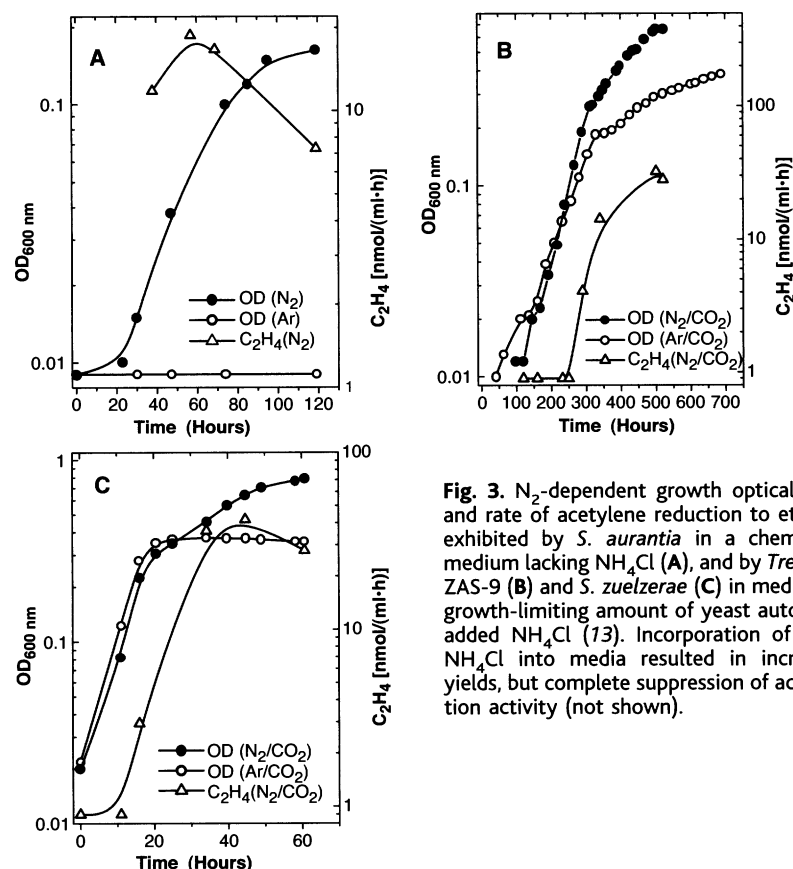 A
0.1
0.01
OD600 nm
10
1
C2H4 [nmol/(ml·h)]
OD (N2)
OD (Ar)
C2H4(N2)
0 20 40 60 80 100 120
Time (Hours)
B
0.1
0.01
OD600 nm
100
10
1
C2H4 [nmol/(ml·h)]
OD (N2/CO2)
OD (Ar/CO2)
C2H4(N2/CO2)
0 100 200 300 400 500 600 700
Time (Hours)
C
1
0.1
0.01
OD600 nm
100
10
1
C2H4 [nmol/(ml·h)]
OD (N2/CO2)
OD (Ar/CO2)
C2H4(N2/CO2)
0 20 40 60
Time (Hours)
Fig. 3. N2-dependent growth optical
and rate of acetylene reduction to et
exhibited by S. aurantia in a chem
medium lacking NH4Cl (A), and by Tre
ZAS-9 (B) and S. zuelzerae (C) in med
growth-limiting amount of yeast auto
added NH4Cl (13). Incorporation of
NH4Cl into media resulted in incr
yields, but complete suppression of ac
tion activity (not shown).